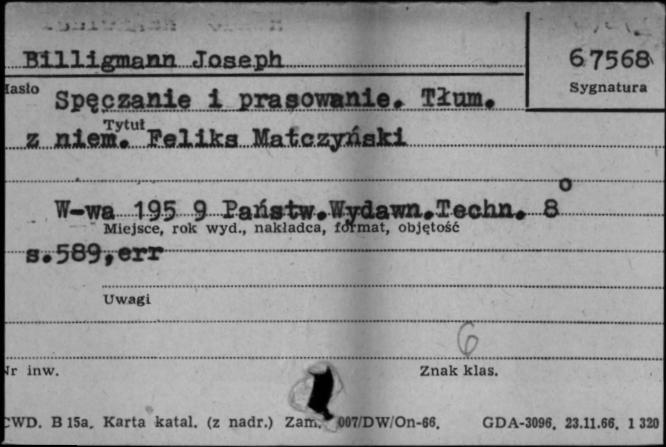 Billigmann Joseph
67568
Hasło
Sygnatura
Spęczanie i prasowanie. Tłum.
Tytuł
z niem. Feliks Matczyński
W-wa 195 9 Państw.Wydawn.Techn. 8o
Miejsce, rok wyd., nakładca, format, objętość
s.589,err
Uwagi
6
Nr inw.
Znak klas.
CWD. B 15a. Karta katal. (z nadr.) Zam. 007/DW/On-66. GDA-3096. 23.11.66. 1 320